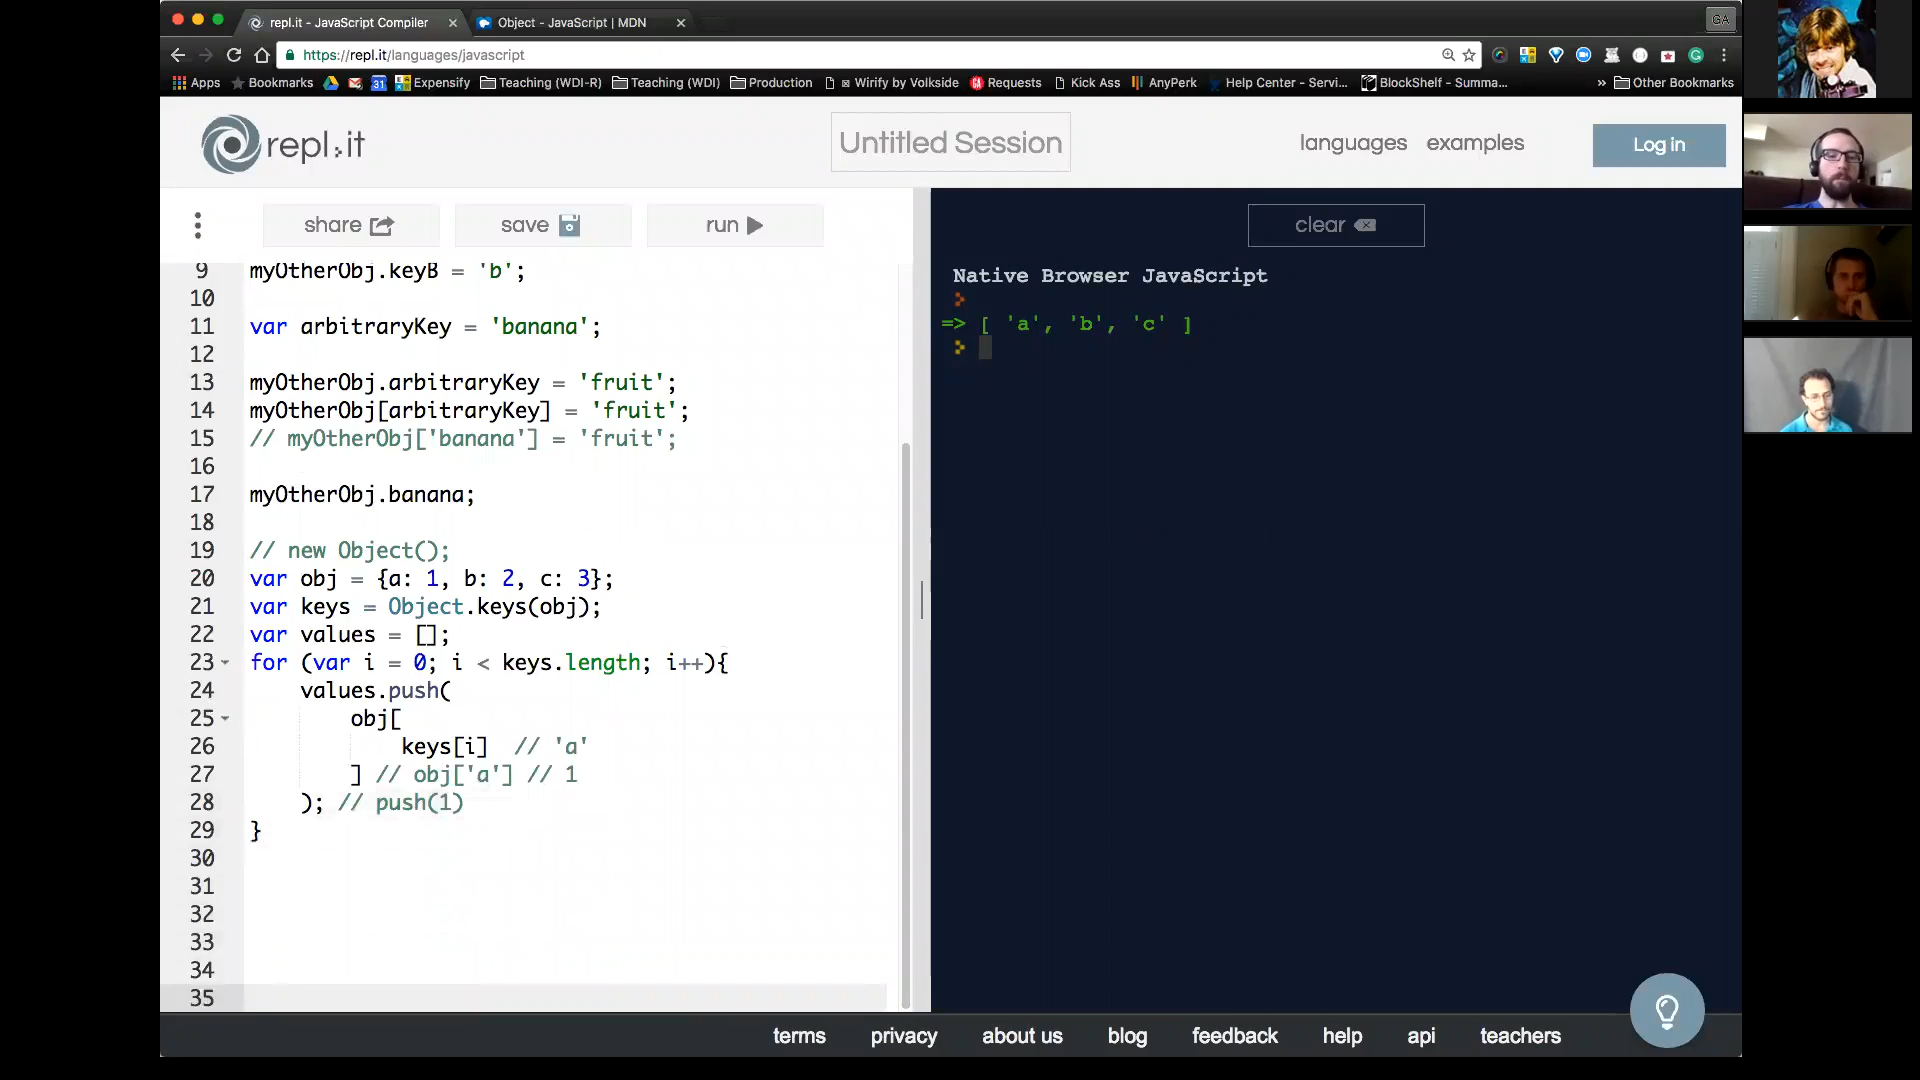 repl.it - JavaScript Compiler
Object - JavaScript | MDN
GA
https://repl.it/languages/javascript
Apps Bookmarks 31 Expensify Teaching (WDI-R) Teaching (WDI) Production Wirify by Volkside Requests Kick Ass AnyPerk Help Center - Servi... BlockShelf - Summa... » Other Bookmarks
repl.it
Untitled Session
languages
examples
Log in
share
save
run
clear
9 myOtherObj.keyB = 'b';
10
11 var arbitraryKey = 'banana';
12
13 myOtherObj.arbitraryKey = 'fruit';
14 myOtherObj[arbitraryKey] = 'fruit';
15 // myOtherObj['banana'] = 'fruit';
16
17 myOtherObj.banana;
18
19 // new Object();
20 var obj = {a: 1, b: 2, c: 3};
21 var keys = Object.keys(obj);
22 var values = [];
23 for (var i = 0; i < keys.length; i++){
24 values.push(
25 obj[
26 keys[i] // 'a'
27 ] // obj['a'] // 1
28 ); // push(1)
29 }
30
31
32
33
34
35
Native Browser JavaScript
>
=> [ 'a', 'b', 'c' ]
>
terms privacy about us blog feedback help api teachers